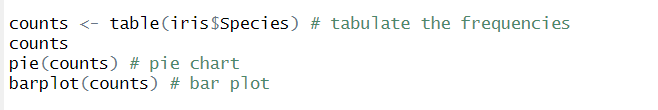 counts <- table(iris$Species) # tabulate the frequencies
counts
pie(counts) # pie chart
barplot(counts) # bar plot